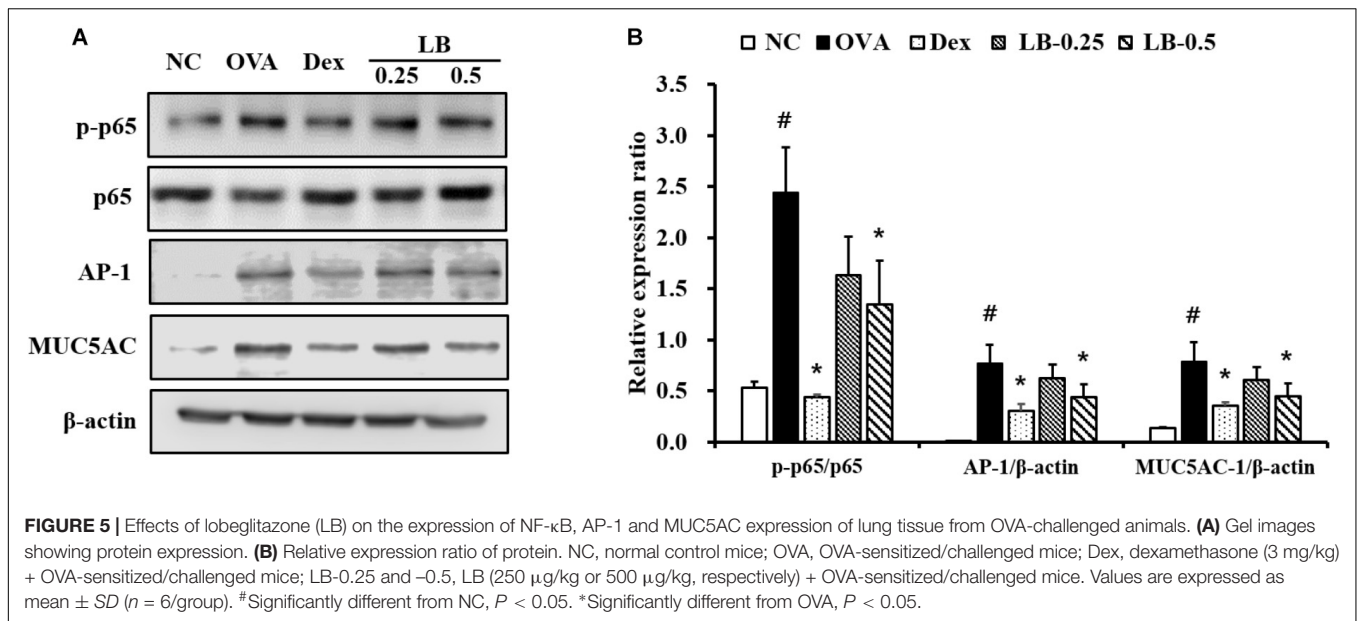 A
NC OVA Dex LB
0.25 0.5
p-p65
p65
AP-1
MUC5AC
β-actin
B
NC OVA Dex LB-0.25 LB-0.5
Relative expression ratio
3.5
3.0
2.5
2.0
1.5
1.0
0.5
0.0
#
*
*
#
*
*
#
*
*
p-p65/p65 AP-1/β-actin MUC5AC-1/β-actin
FIGURE 5 | Effects of lobeglitazone (LB) on the expression of NF-κB, AP-1 and MUC5AC expression of lung tissue from OVA-challenged animals. (A) Gel images
showing protein expression. (B) Relative expression ratio of protein. NC, normal control mice; OVA, OVA-sensitized/challenged mice; Dex, dexamethasone (3 mg/kg)
+ OVA-sensitized/challenged mice; LB-0.25 and –0.5, LB (250 μg/kg or 500 μg/kg, respectively) + OVA-sensitized/challenged mice. Values are expressed as
mean ± SD (n = 6/group). #Significantly different from NC, P < 0.05. *Significantly different from OVA, P < 0.05.